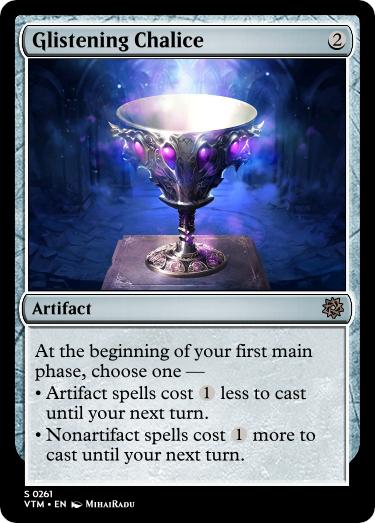 Glistening Chalice 2
Artifact
At the beginning of your first main
phase, choose one —
• Artifact spells cost 1 less to cast
until your next turn.
• Nonartifact spells cost 1 more to
cast until your next turn.
S 0261
VTM • EN MihaiRadu